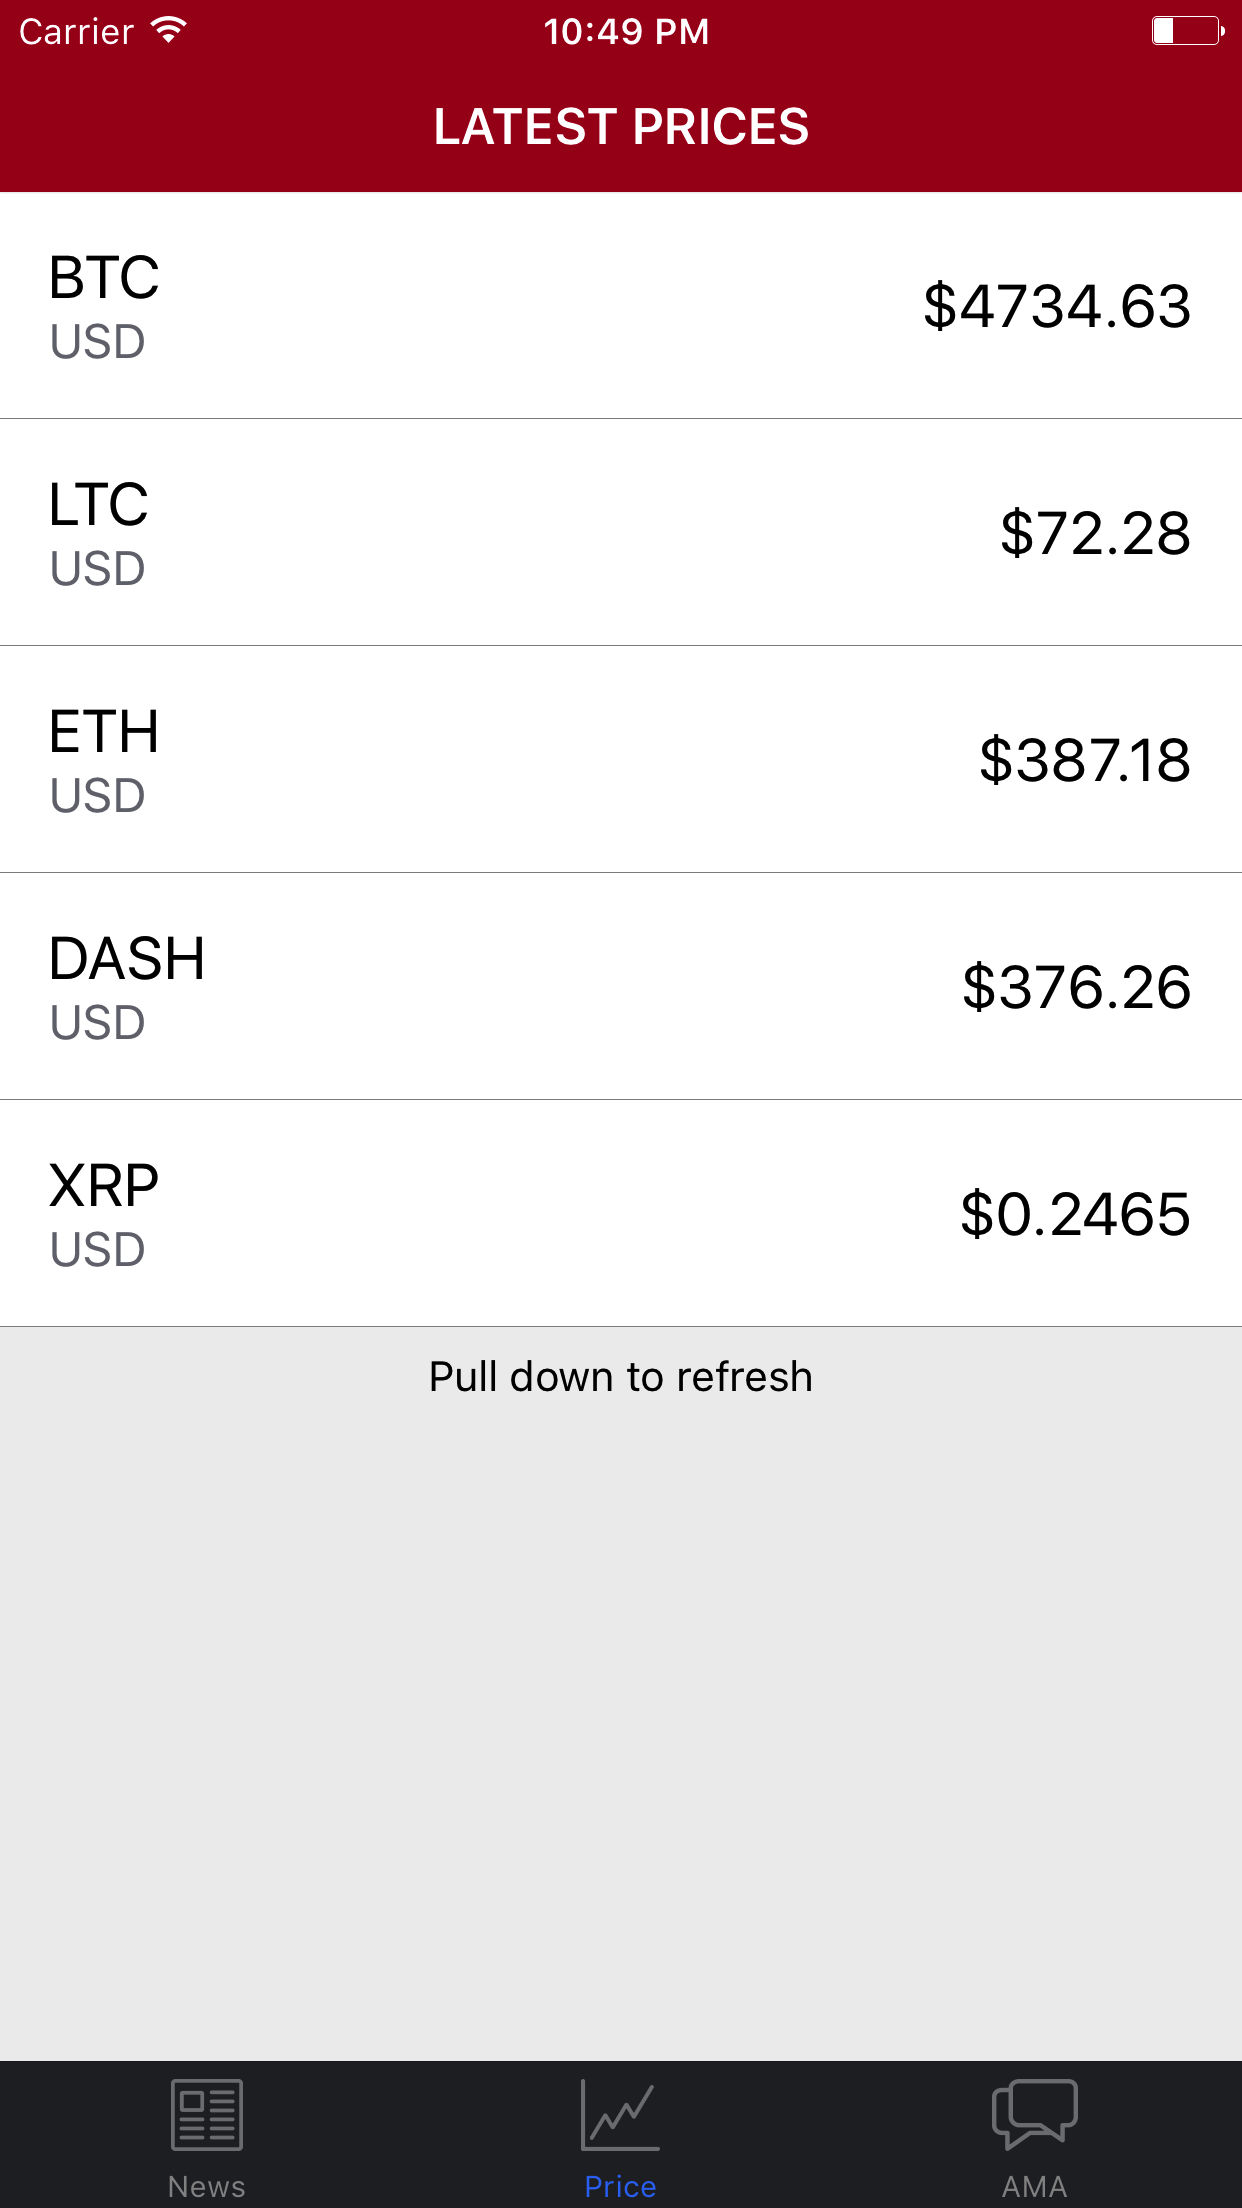 Carrier
10:49 PM
LATEST PRICES
BTC
USD
$4734.63
LTC
USD
$72.28
ETH
USD
$387.18
DASH
USD
$376.26
XRP
USD
$0.2465
Pull down to refresh
News
Price
AMA